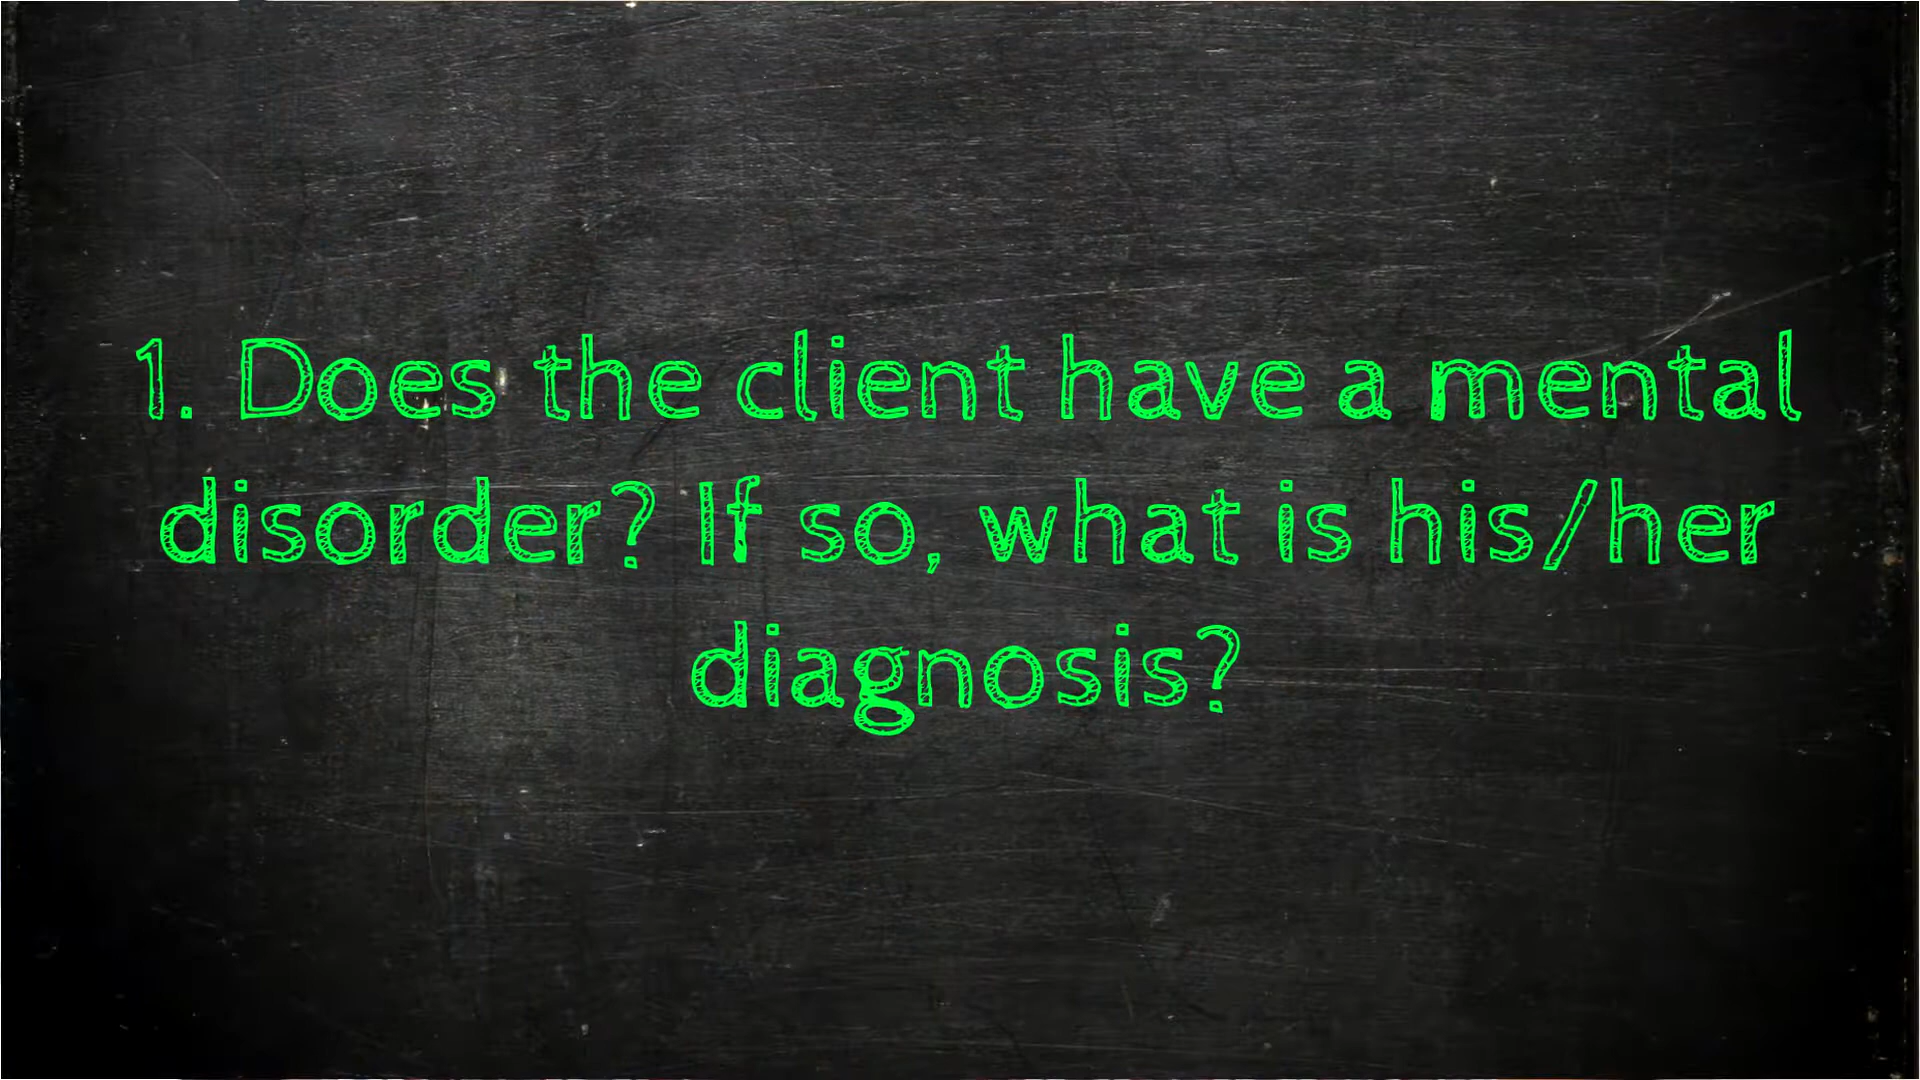 1. Does the client have a mental
disorder? If so, what is his/her
diagnosis?